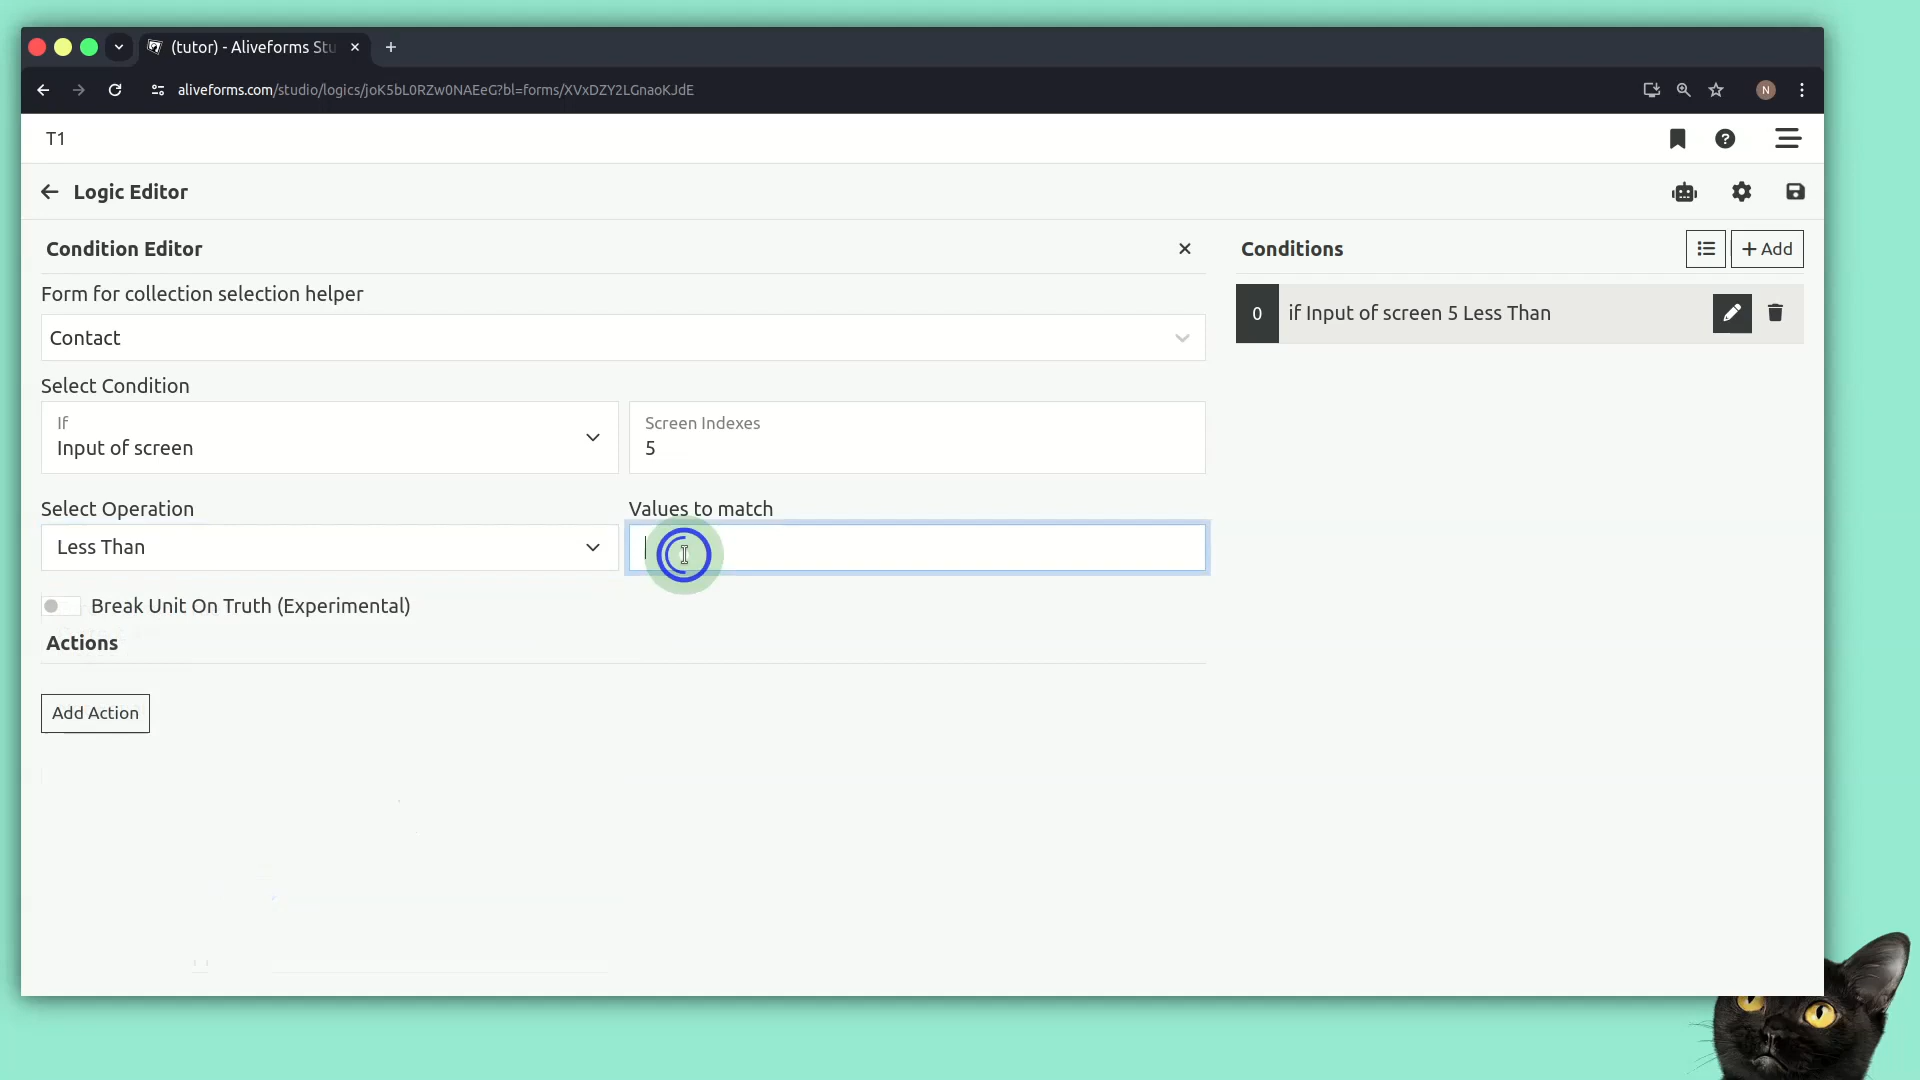 (tutor) - Aliveforms Stu
aliveforms.com/studio/logics/joK5bL0RZw0NAEeG?bl=forms/XVxDZY2LGnaoKJdE
N
T1
Logic Editor
Condition Editor
Conditions
Add
Form for collection selection helper
0
if Input of screen 5 Less Than
Contact
Select Condition
If
Input of screen
Screen Indexes
5
Select Operation
Values to match
Less Than
Break Unit On Truth (Experimental)
Actions
Add Action